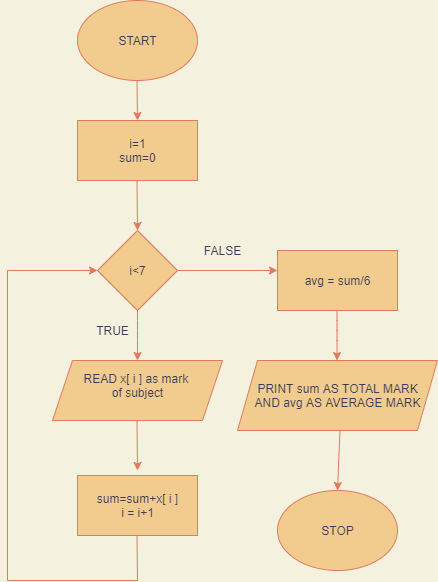 START
i=1
sum=0
i<7
FALSE
avg = sum/6
TRUE
READ x[ i ] as mark
of subject
PRINT sum AS TOTAL MARK
AND avg AS AVERAGE MARK
sum=sum+x[ i ]
i = i+1
STOP